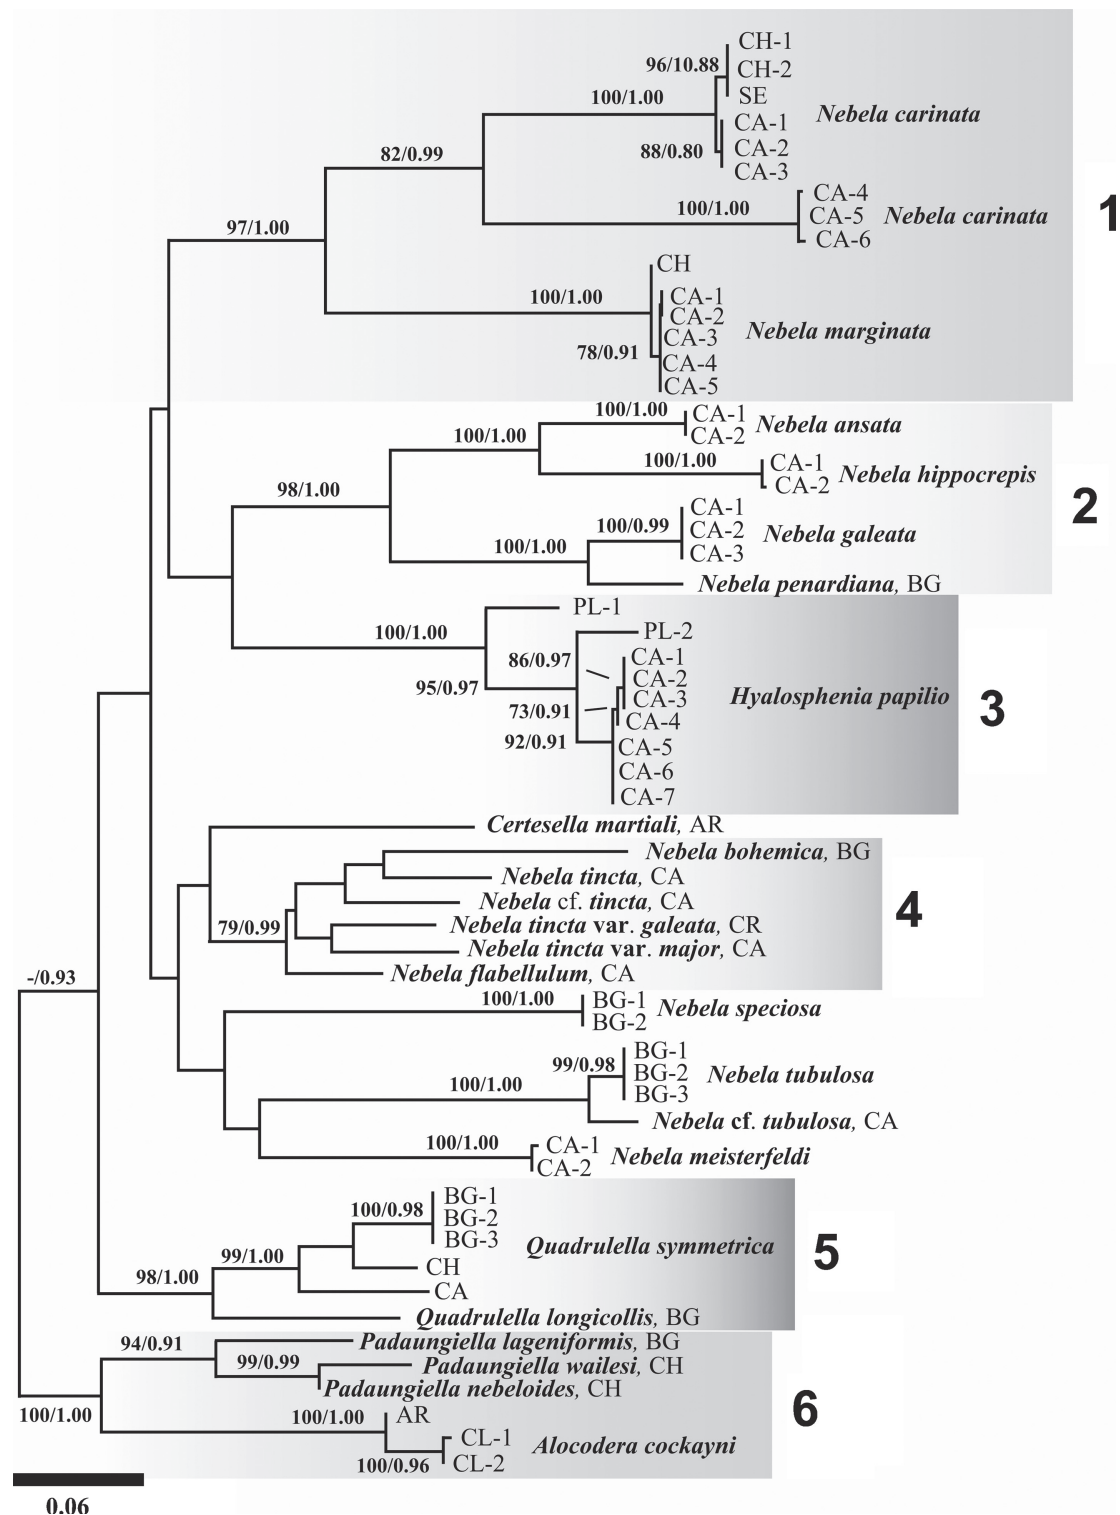 CH-1
96/10.88
CH-2
SE
100/1.00
Nebela carinata
CA-1
88/0.80
CA-2
CA-3
82/0.99
CA-4
100/1.00
CA-5
Nebela carinata
CA-6
1
97/1.00
CH
100/1.00
CA-1
CA-2
Nebela marginata
CA-3
78/0.91
CA-4
CA-5
100/1.00
CA-1
Nebela ansata
CA-2
100/1.00
100/1.00
CA-1
Nebela hippocrepis
CA-2
98/1.00
2
CA-1
100/0.99
CA-2
Nebela galeata
CA-3
100/1.00
Nebela penardiana, BG
PL-1
100/1.00
PL-2
86/0.97
CA-1
CA-2
95/0.97
CA-3
Hyalosphenia papilio
3
73/0.91
CA-4
92/0.91
CA-5
CA-6
CA-7
Certesella martiali, AR
Nebela bohemica, BG
Nebela tincta, CA
Nebela cf. tincta, CA
4
79/0.99
Nebela tincta var. galeata, CR
Nebela tincta var. major, CA
Nebela flabellulum, CA
-/0.93
100/1.00
BG-1
Nebela speciosa
BG-2
BG-1
99/0.98
BG-2
Nebela tubulosa
100/1.00
BG-3
Nebela cf. tubulosa, CA
100/1.00
CA-1
Nebela meisterfeldi
CA-2
BG-1
100/0.98
BG-2
BG-3
Quadrulella symmetrica
5
99/1.00
CH
98/1.00
CA
Quadrulella longicollis, BG
94/0.91
Padaungiella lageniformis, BG
99/0.99
Padaungiella wailesi, CH
Padaungiella nebeloides, CH
6
100/1.00
100/1.00
AR
CL-1
Alocodera cockayni
100/0.96
CL-2
0.06